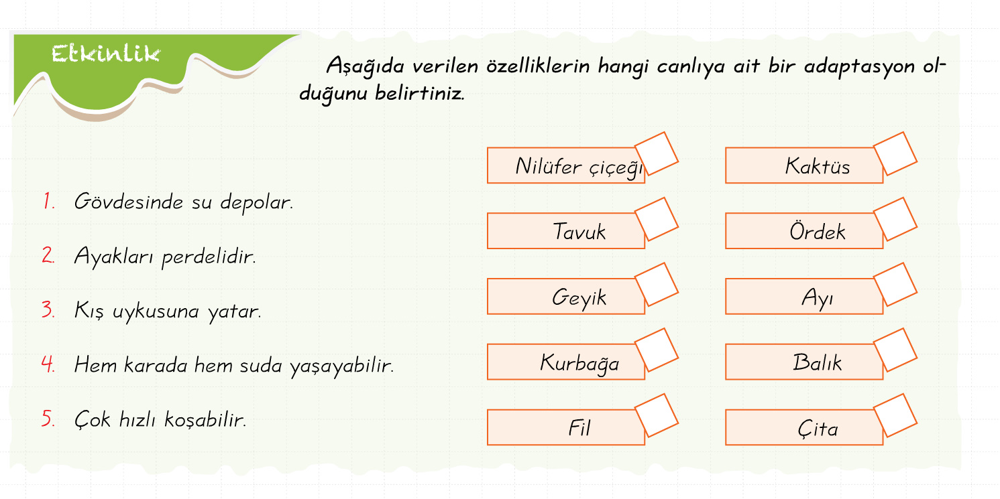 Etkinlik
Aşağıda verilen özelliklerin hangi canlıya ait bir adaptasyon ol-
duğunu belirtiniz.
1. Gövdesinde su depolar.
2. Ayakları perdelidir.
3. Kış uykusuna yatar.
4. Hem karada hem suda yaşayabilir.
5. Çok hızlı koşabilir.
Nilüfer çiçeği
Kaktüs
Tavuk
Ördek
Geyik
Ayı
Kurbağa
Balık
Fil
Çita